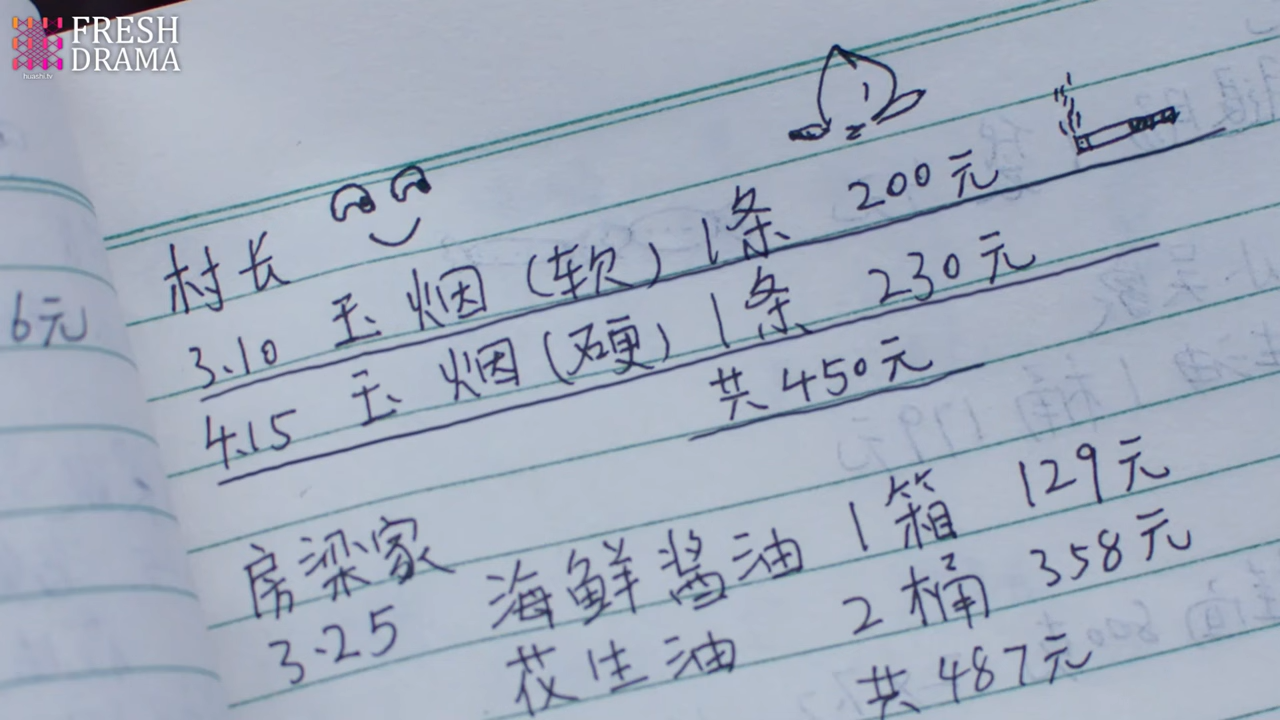 FRESH
DRAMA
huashi.tv
村长
3.10 玉烟(软) 1条 200元
4.15 玉烟(硬) 1条 230元
共450元
房梁家
3.25 海鲜酱油 1箱 129元
花生油 2桶 358元
共487元
6元